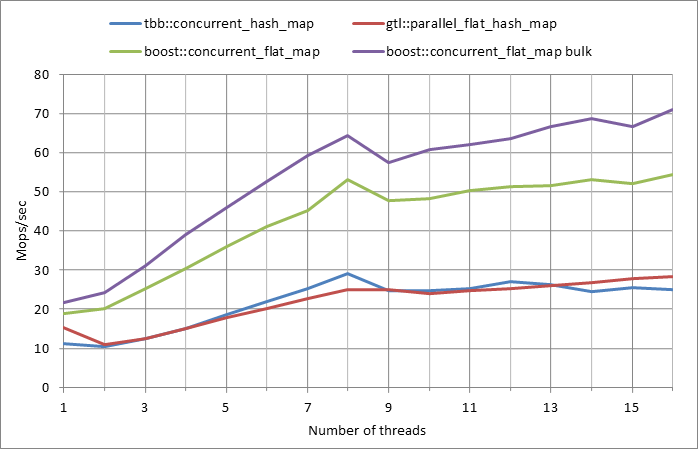 tbb::concurrent_hash_map gtl::parallel_flat_hash_map
boost::concurrent_flat_map boost::concurrent_flat_map bulk
80
70
60
50
40
30
20
10
0
Mops/sec
1 3 5 7 9 11 13 15
Number of threads